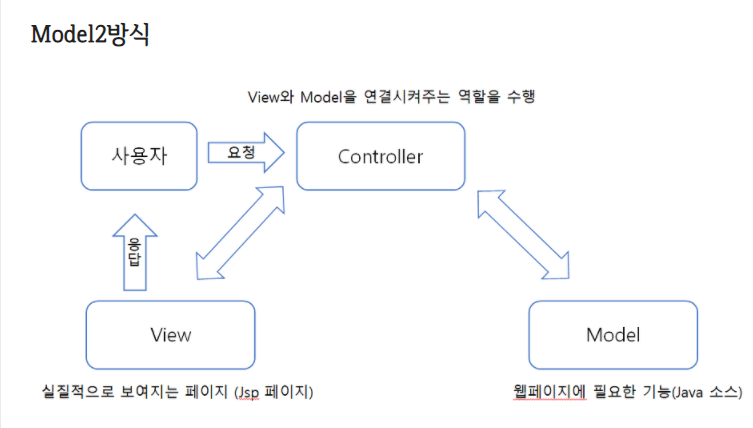 Model2방식
View와 Model을 연결시켜주는 역할을 수행
사용자
요청
Controller
응답
View
Model
실질적으로 보여지는 페이지 (Jsp 페이지)
웹페이지에 필요한 기능(Java 소스)